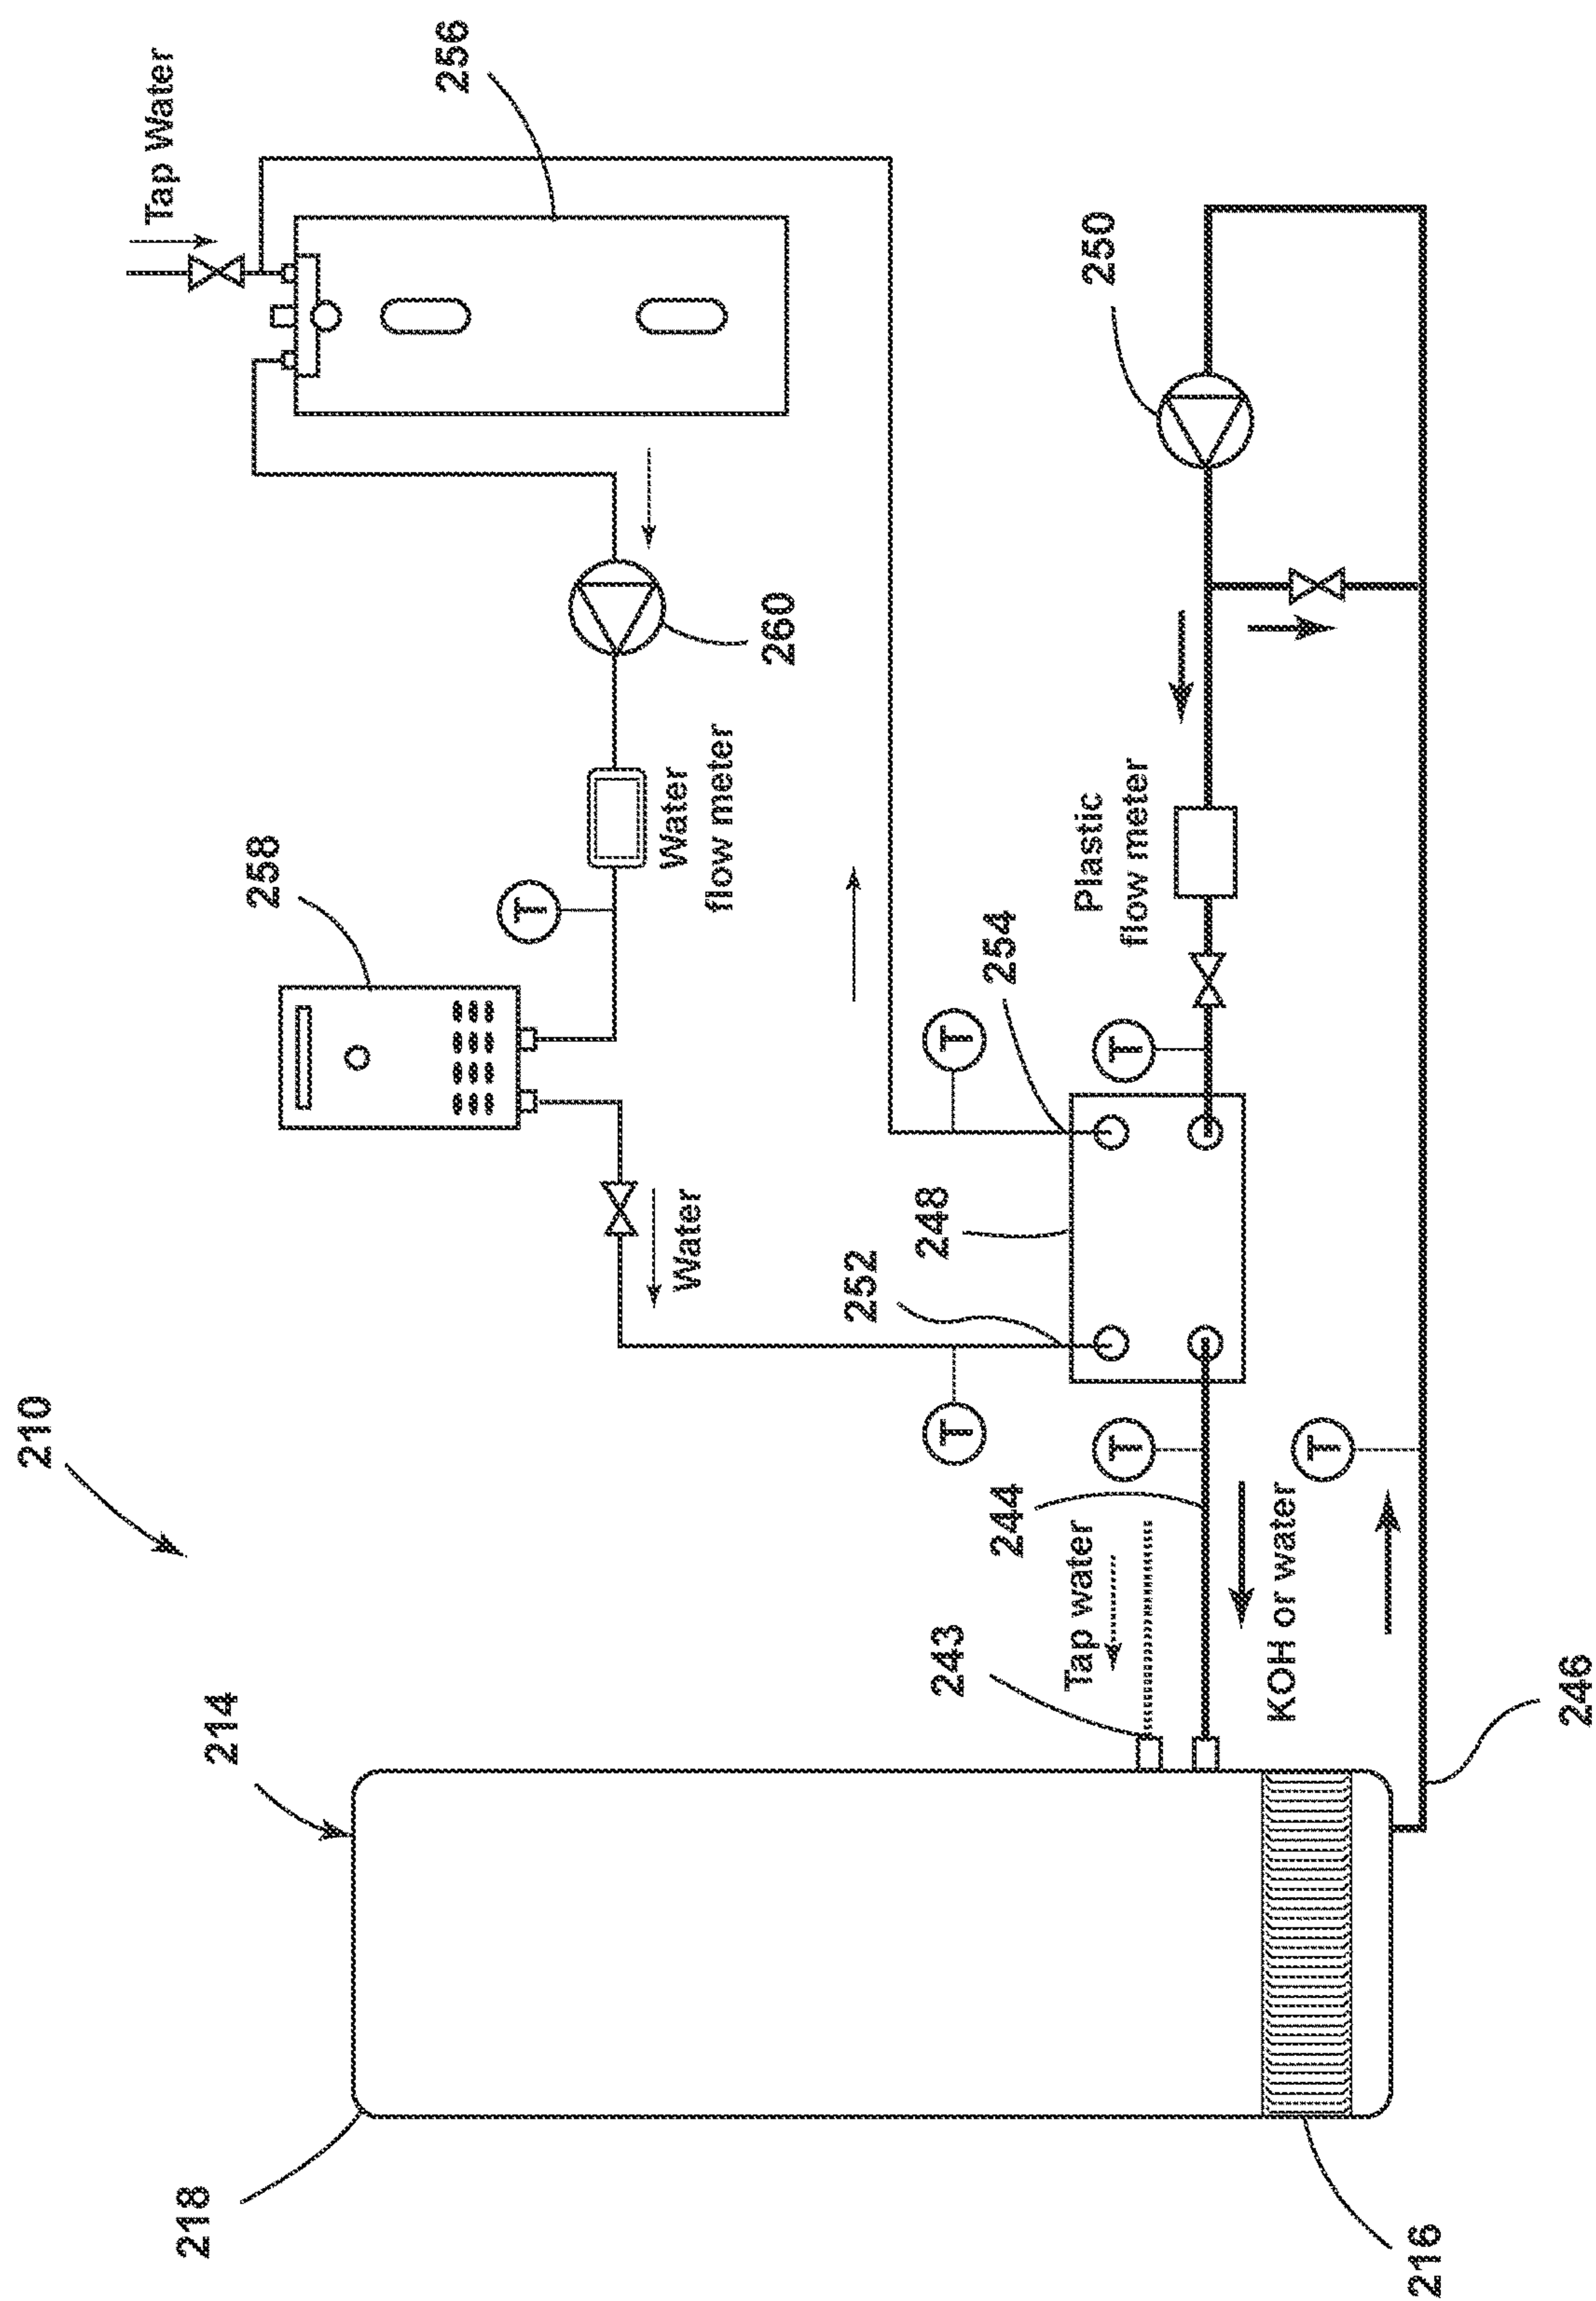 210
Tap Water
218
214
258
256
T
Water
flow meter
Water
260
252
248
243
T
T
254
244
Tap water
Plastic
flow meter
250
T
T
KOH or water
T
216
246